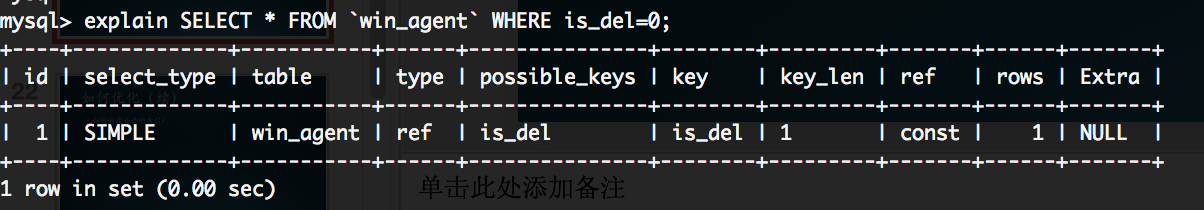 mysql> explain SELECT * FROM `win_agent` WHERE is_del=0;
+----+-------------+-----------+------+---------------+--------+---------+-------+------+-------+
| id | select_type | table     | type | possible_keys | key    | key_len | ref   | rows | Extra |
+----+-------------+-----------+------+---------------+--------+---------+-------+------+-------+
|  1 | SIMPLE      | win_agent | ref  | is_del        | is_del | 1       | const |    1 | NULL  |
+----+-------------+-----------+------+---------------+--------+---------+-------+------+-------+
1 row in set (0.00 sec)
22
单击此处添加备注